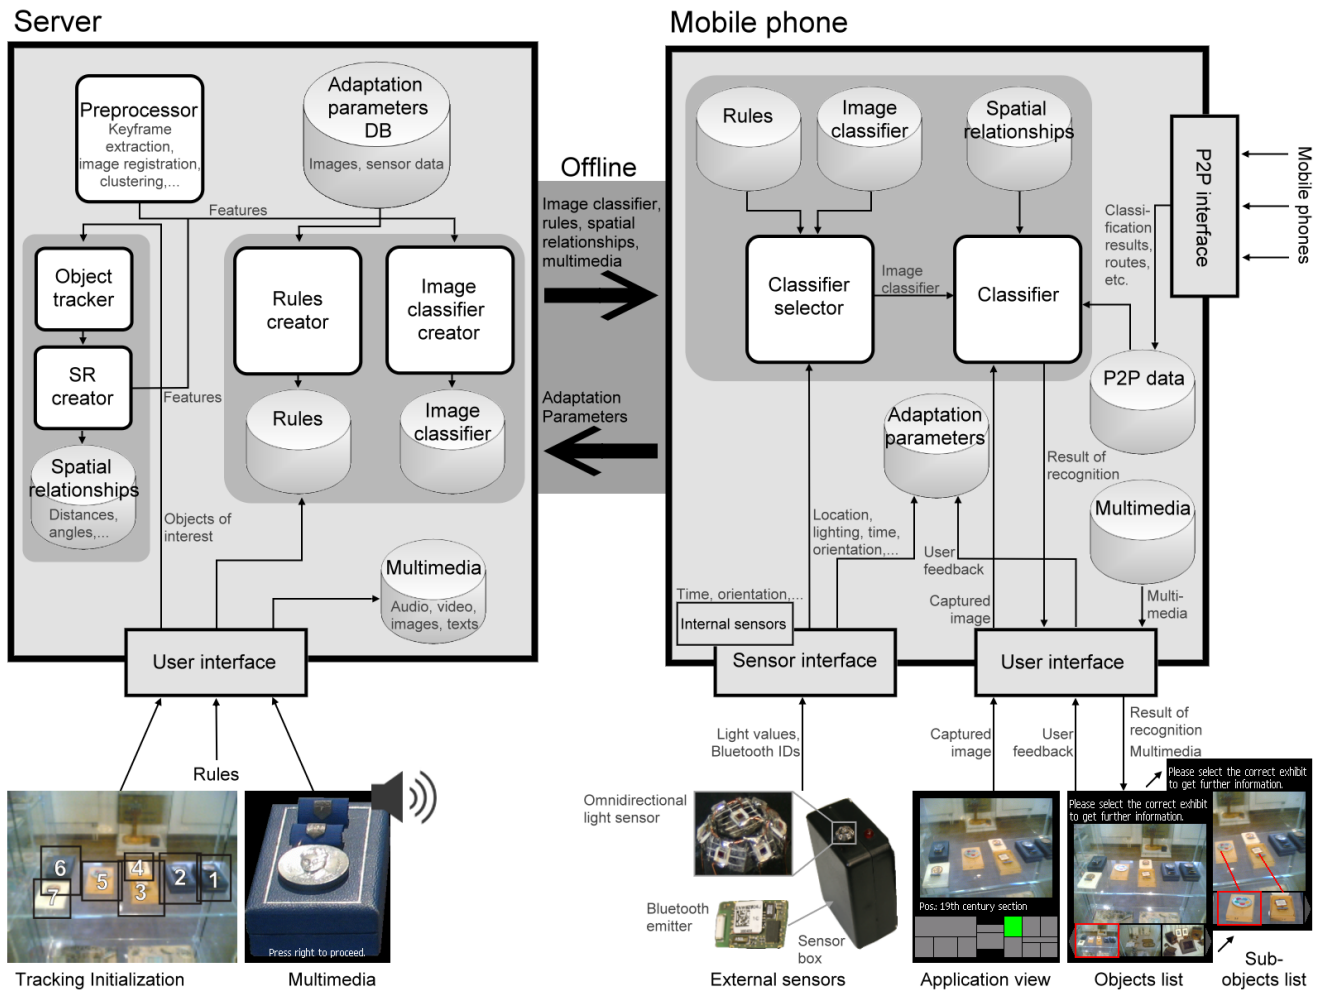 Server
Mobile phone
Preprocessor
Keyframe
extraction,
image registration,
clustering,...
Adaptation
parameters
DB
Images, sensor data
Features
Object
tracker
SR
creator
Features
Spatial
relationships
Distances,
angles,...
Rules
creator
Image
classifier
creator
Rules
Image
classifier
Objects of
interest
Multimedia
Audio, video,
images, texts
User interface
Offline
Image classifier,
rules, spatial
relationships,
multimedia
Adaptation
Parameters
Rules
Image
classifier
Spatial
relationships
Classifier
selector
Image
classifier
Classifier
P2P interface
Mobile phones
Classi-
fication
results,
routes,
etc.
P2P data
Adaptation
parameters
Result of
recognition
Multimedia
Location,
lighting, time,
orientation,...
User
feedback
Captured
image
Multi-
media
Time, orientation,...
Internal sensors
Sensor interface
User interface
Rules
Light values,
Bluetooth IDs
Captured
image
User
feedback
Result of
recognition
Multimedia
6
7
5
4
3
2
1
Press right to proceed.
Tracking Initialization
Multimedia
Omnidirectional
light sensor
Bluetooth
emitter
Sensor
box
External sensors
Pos.: 19th century section
Application view
Please select the correct exhibit
to get further information.
Objects list
Please select the correct exhibit
to get further information.
Sub-
objects list